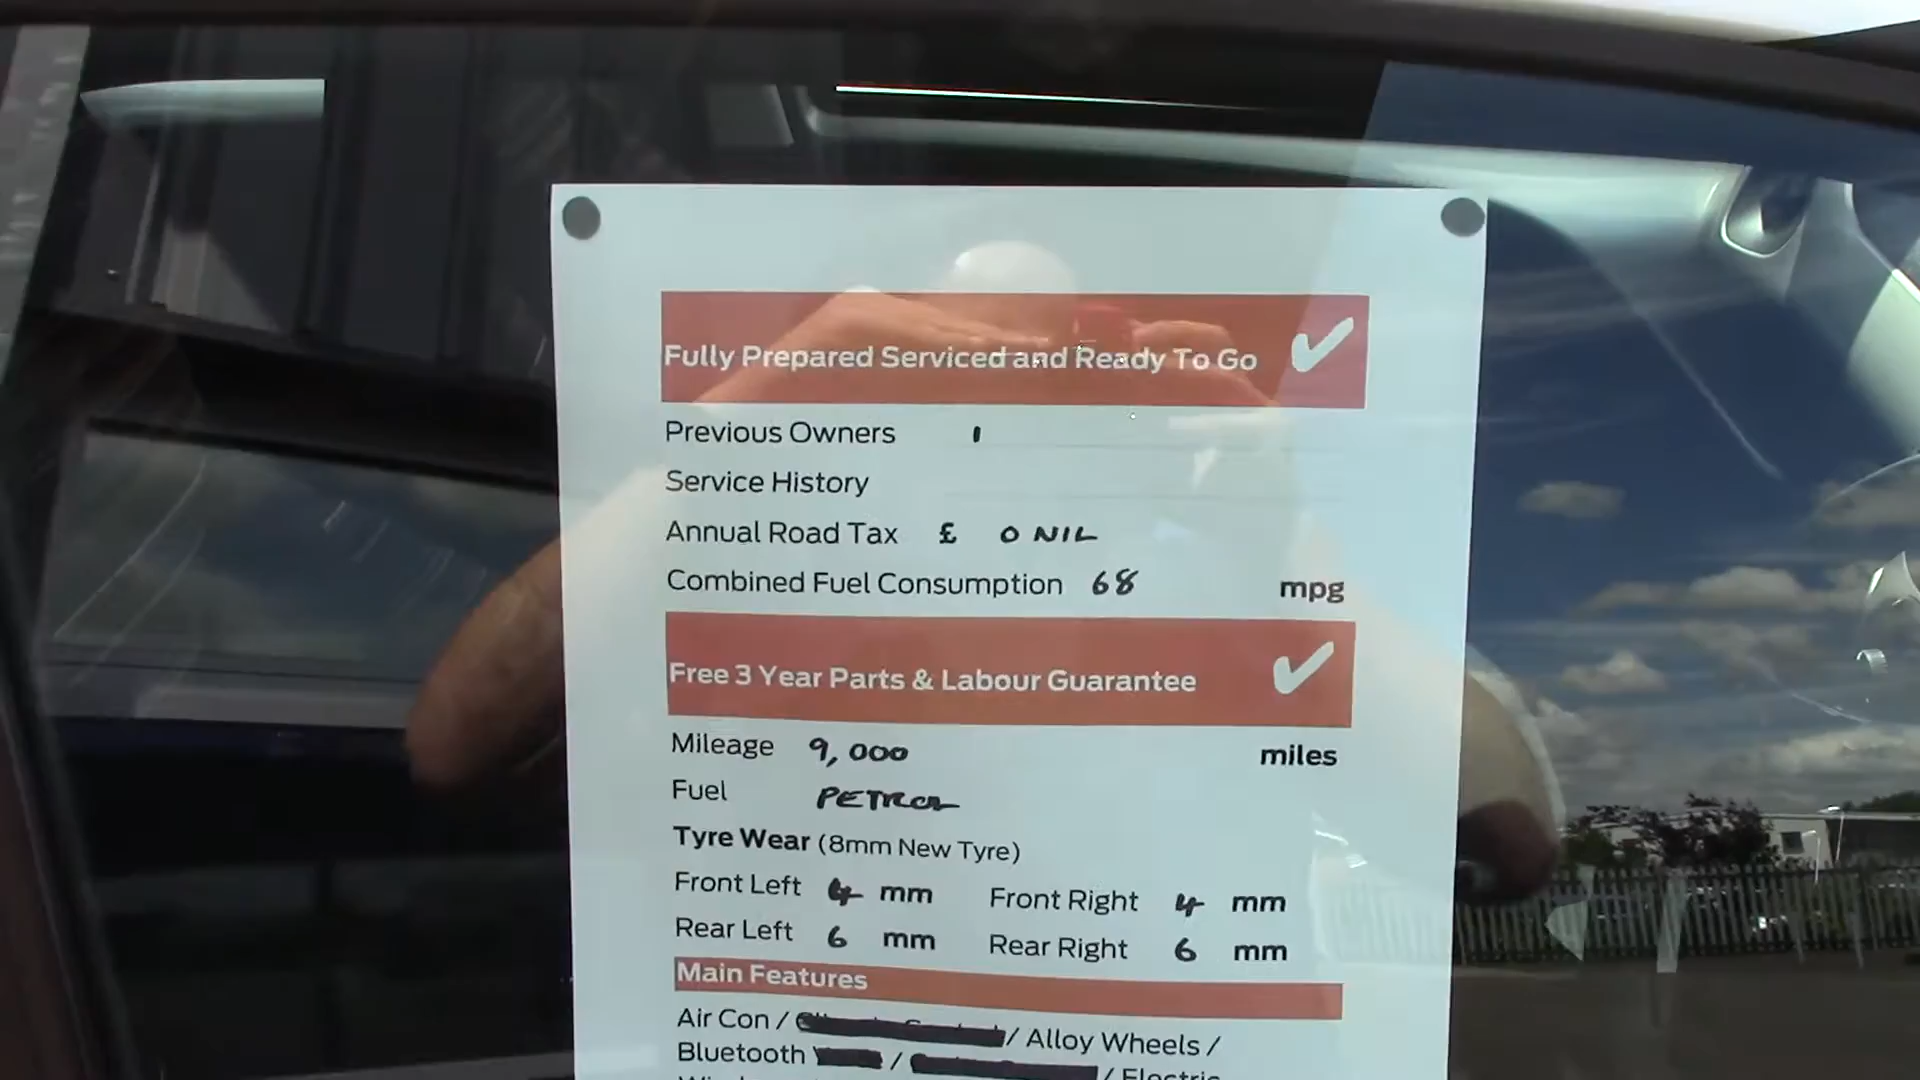 Fully Prepared Serviced and Ready To Go
Previous Owners 1
Service History
Annual Road Tax £ 0 NIL
Combined Fuel Consumption 68 mpg
Free 3 Year Parts & Labour Guarantee
Mileage 9,000 miles
Fuel PETROL
Tyre Wear (8mm New Tyre)
Front Left 4 mm Front Right 4 mm
Rear Left 6 mm Rear Right 6 mm
Main Features
Air Con / / Alloy Wheels /
Bluetooth / / Electric